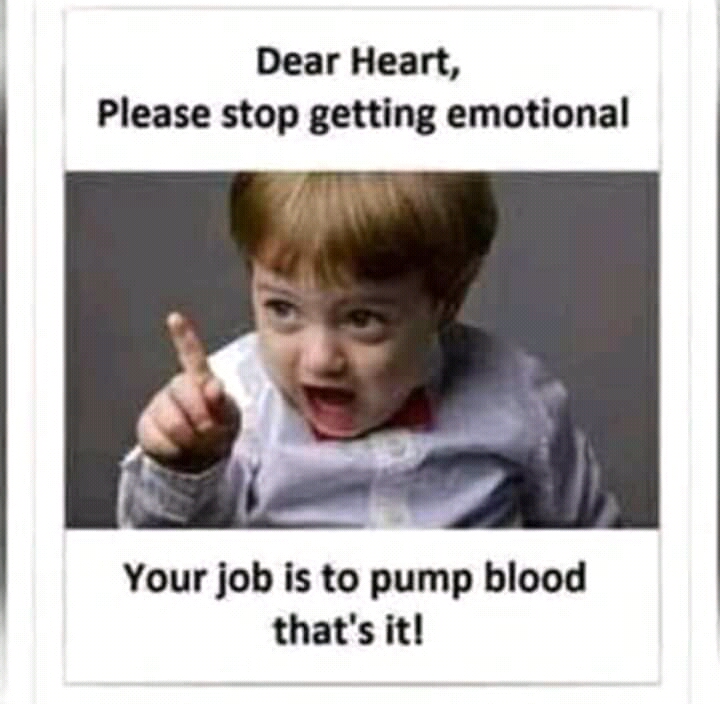 Dear Heart,
Please stop getting emotional
Your job is to pump blood
that's it!